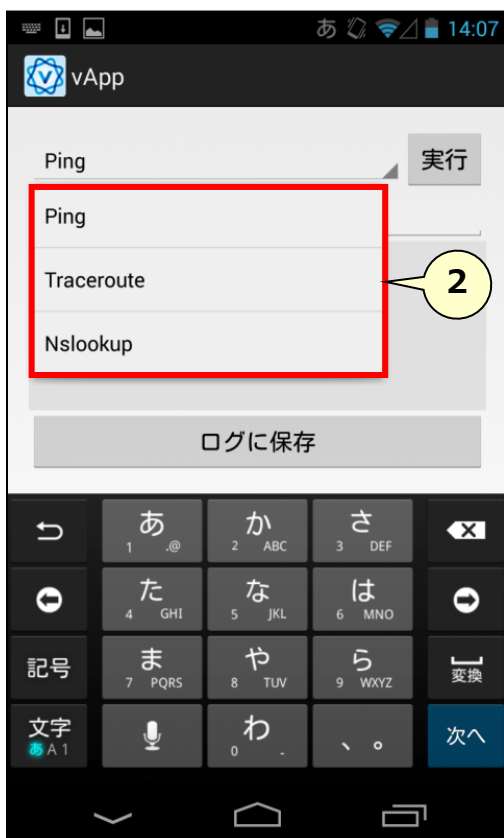 あ 14:07
vApp
Ping 実行
Ping
Traceroute
2
Nslookup
ログに保存
あ か さ
1 .@ 2 ABC 3 DEF
た な は
4 GHI 5 JKL 6 MNO
記号 ま や ら 変換
7 PQRS 8 TUV 9 WXYZ
文字 わ 、。 次へ
あA1 0 -